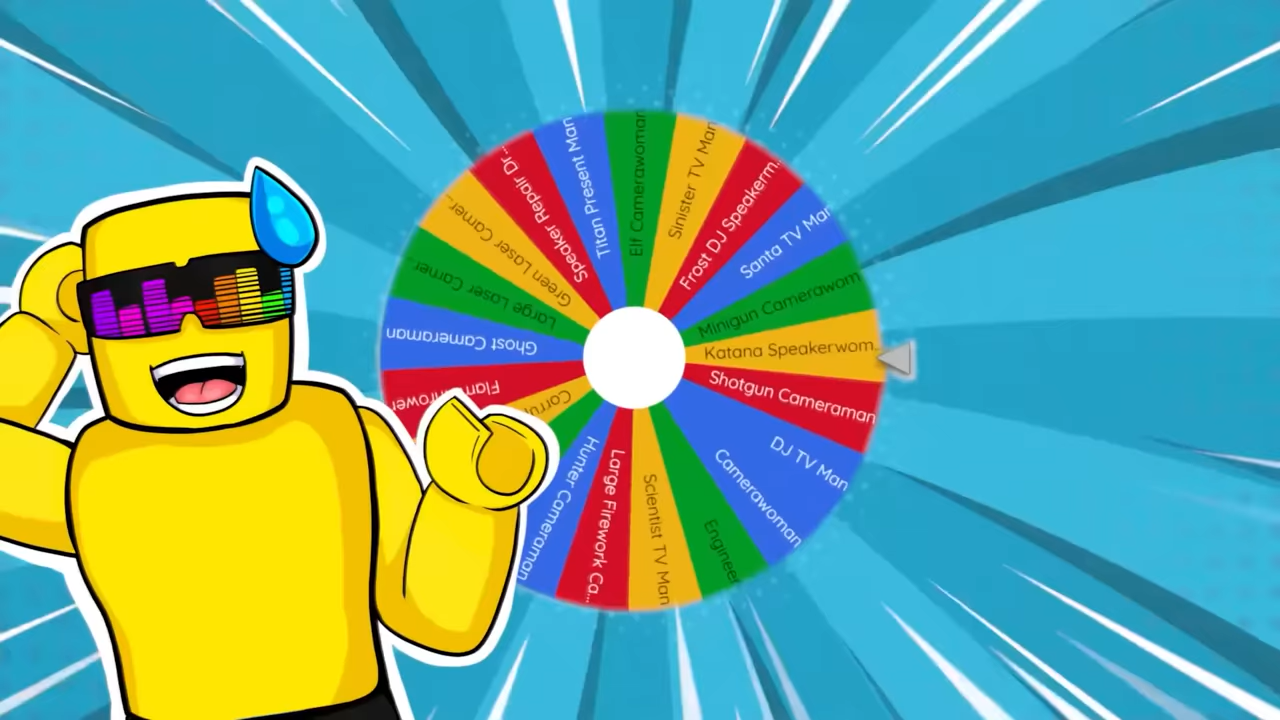 Elf Camerawoman
Sinister TV Man
Frost DJ Speakerm...
Santa TV Man
Minigun Camerawom
Katana Speakerwom...
Shotgun Cameraman
DJ TV Man
Camerawoman
Engineer
Scientist TV Man
Large Firework Ca...
Hunter Cameraman
Corru
Ghost Cameraman
Large Laser Camer...
Green Laser Camer...
Speaker Repair Dr...
Titan Present Man